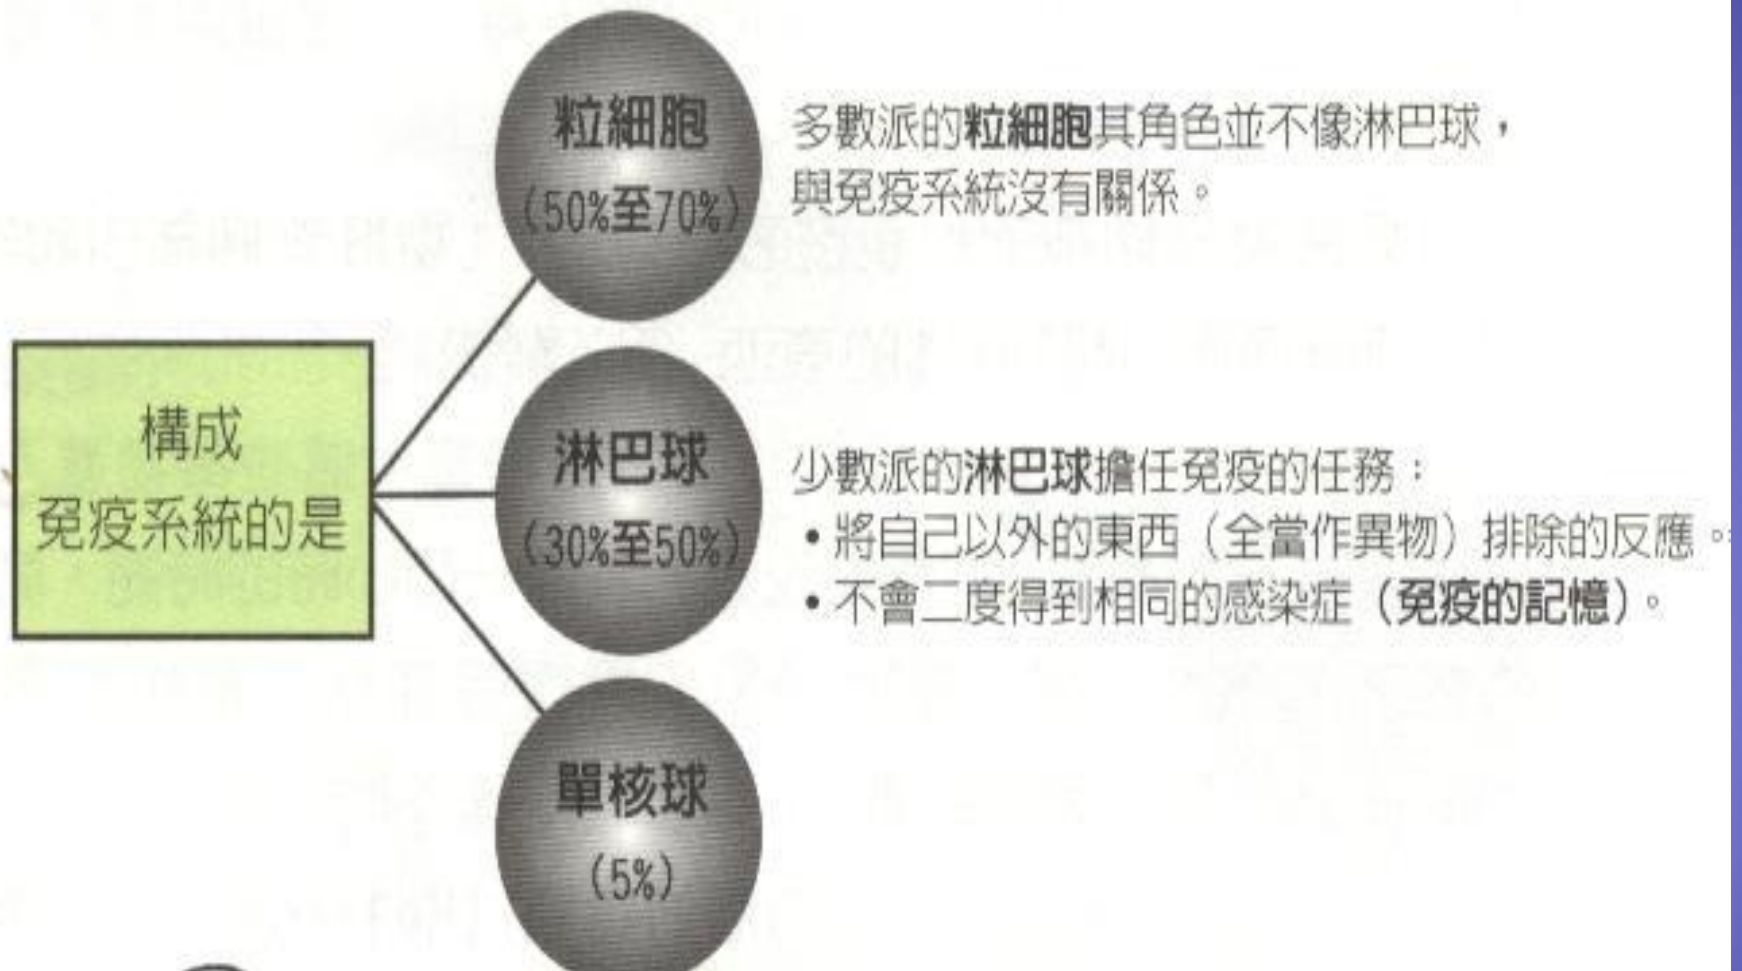 粒細胞
(50%至70%)
多數派的粒細胞其角色並不像淋巴球，
與免疫系統沒有關係。
構成
免疫系統的是
淋巴球
(30%至50%)
少數派的淋巴球擔任免疫的任務：
•將自己以外的東西（全當作異物）排除的反應。
•不會二度得到相同的感染症（免疫的記憶）。
單核球
(5%)